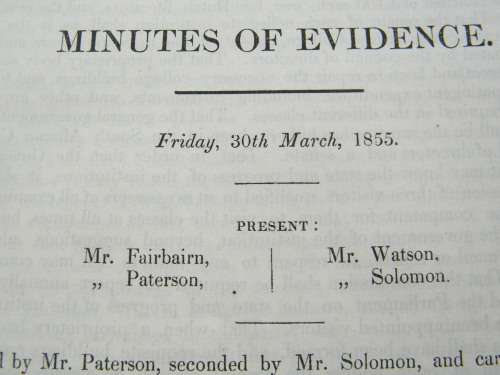 MINUTES OF EVIDENCE.
Friday, 30th March, 1855.
PRESENT:
Mr. Fairbairn, Mr. Watson,
„ Paterson, „ Solomon.
by Mr. Paterson, seconded by Mr. Solomon, and car